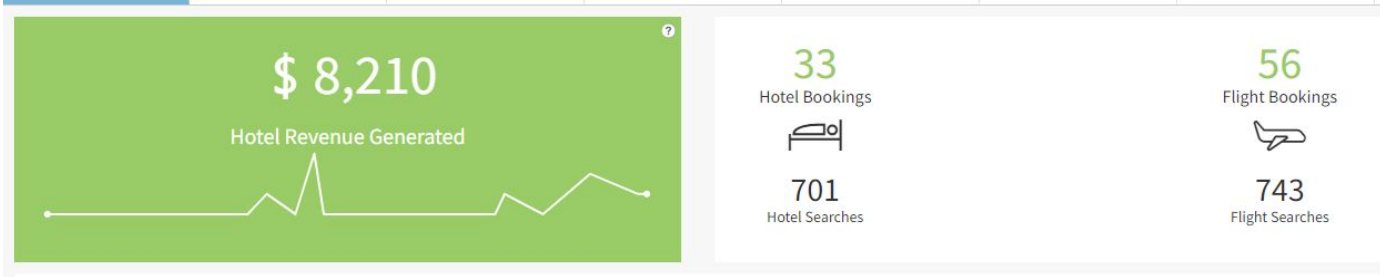 ?
$ 8,210
Hotel Revenue Generated
33
Hotel Bookings
701
Hotel Searches
56
Flight Bookings
743
Flight Searches